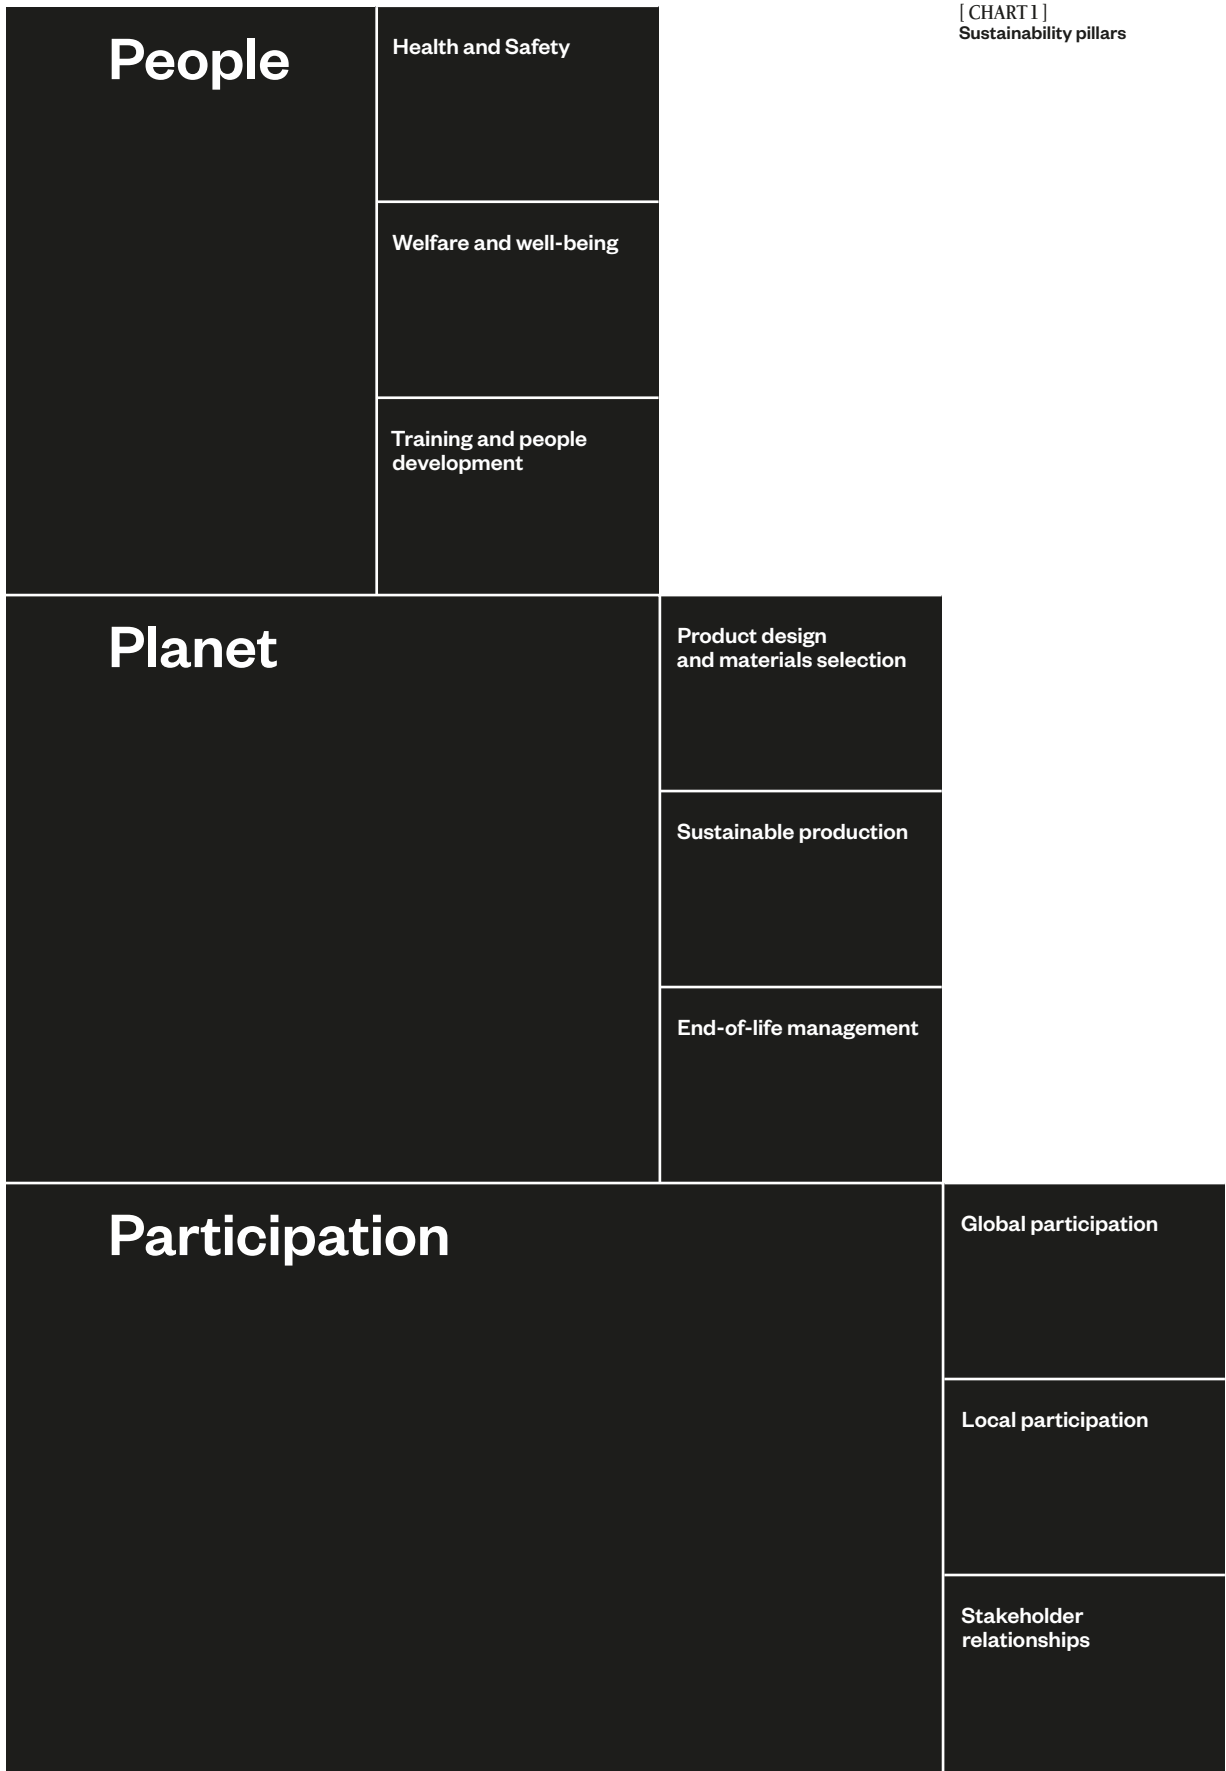 [ CHART 1 ]
Sustainability pillars
People
Health and Safety
Welfare and well-being
Training and people
development
Planet
Product design
and materials selection
Sustainable production
End-of-life management
Participation
Global participation
Local participation
Stakeholder
relationships